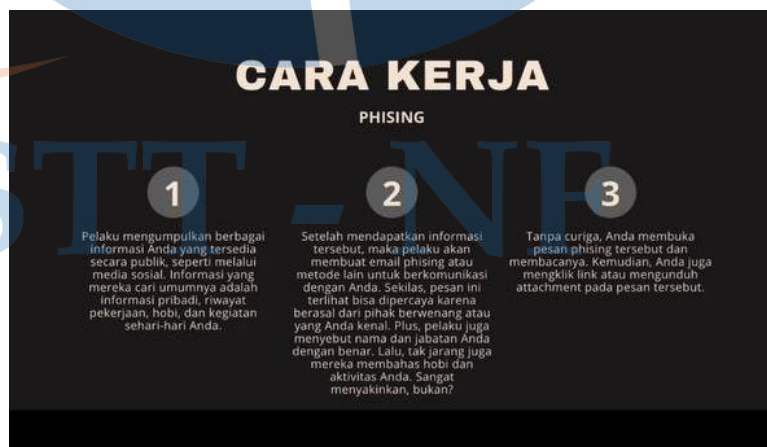 CARA KERJA
PHISING
1
Pelaku mengumpulkan berbagai
informasi Anda yang tersedia
secara publik, seperti melalui
media sosial. Informasi yang
mereka cari umumnya adalah
informasi pribadi, riwayat
pekerjaan, hobi, dan kegiatan
sehari-hari Anda.
2
Setelah mendapatkan informasi
tersebut, maka pelaku akan
membuat email phising atau
metode lain untuk berkomunikasi
dengan Anda. Sekilas, pesan ini
terlihat bisa dipercaya karena
berasal dari pihak berwenang atau
yang Anda kenal. Plus, pelaku juga
menyebut nama dan jabatan Anda
dengan benar. Lalu, tak jarang juga
mereka membahas hobi dan
aktivitas Anda. Sangat
menyakinkan, bukan?
3
Tanpa curiga, Anda membuka
pesan phising tersebut dan
membacanya. Kemudian, Anda juga
mengklik link atau mengunduh
attachment pada pesan tersebut.
STT - NF